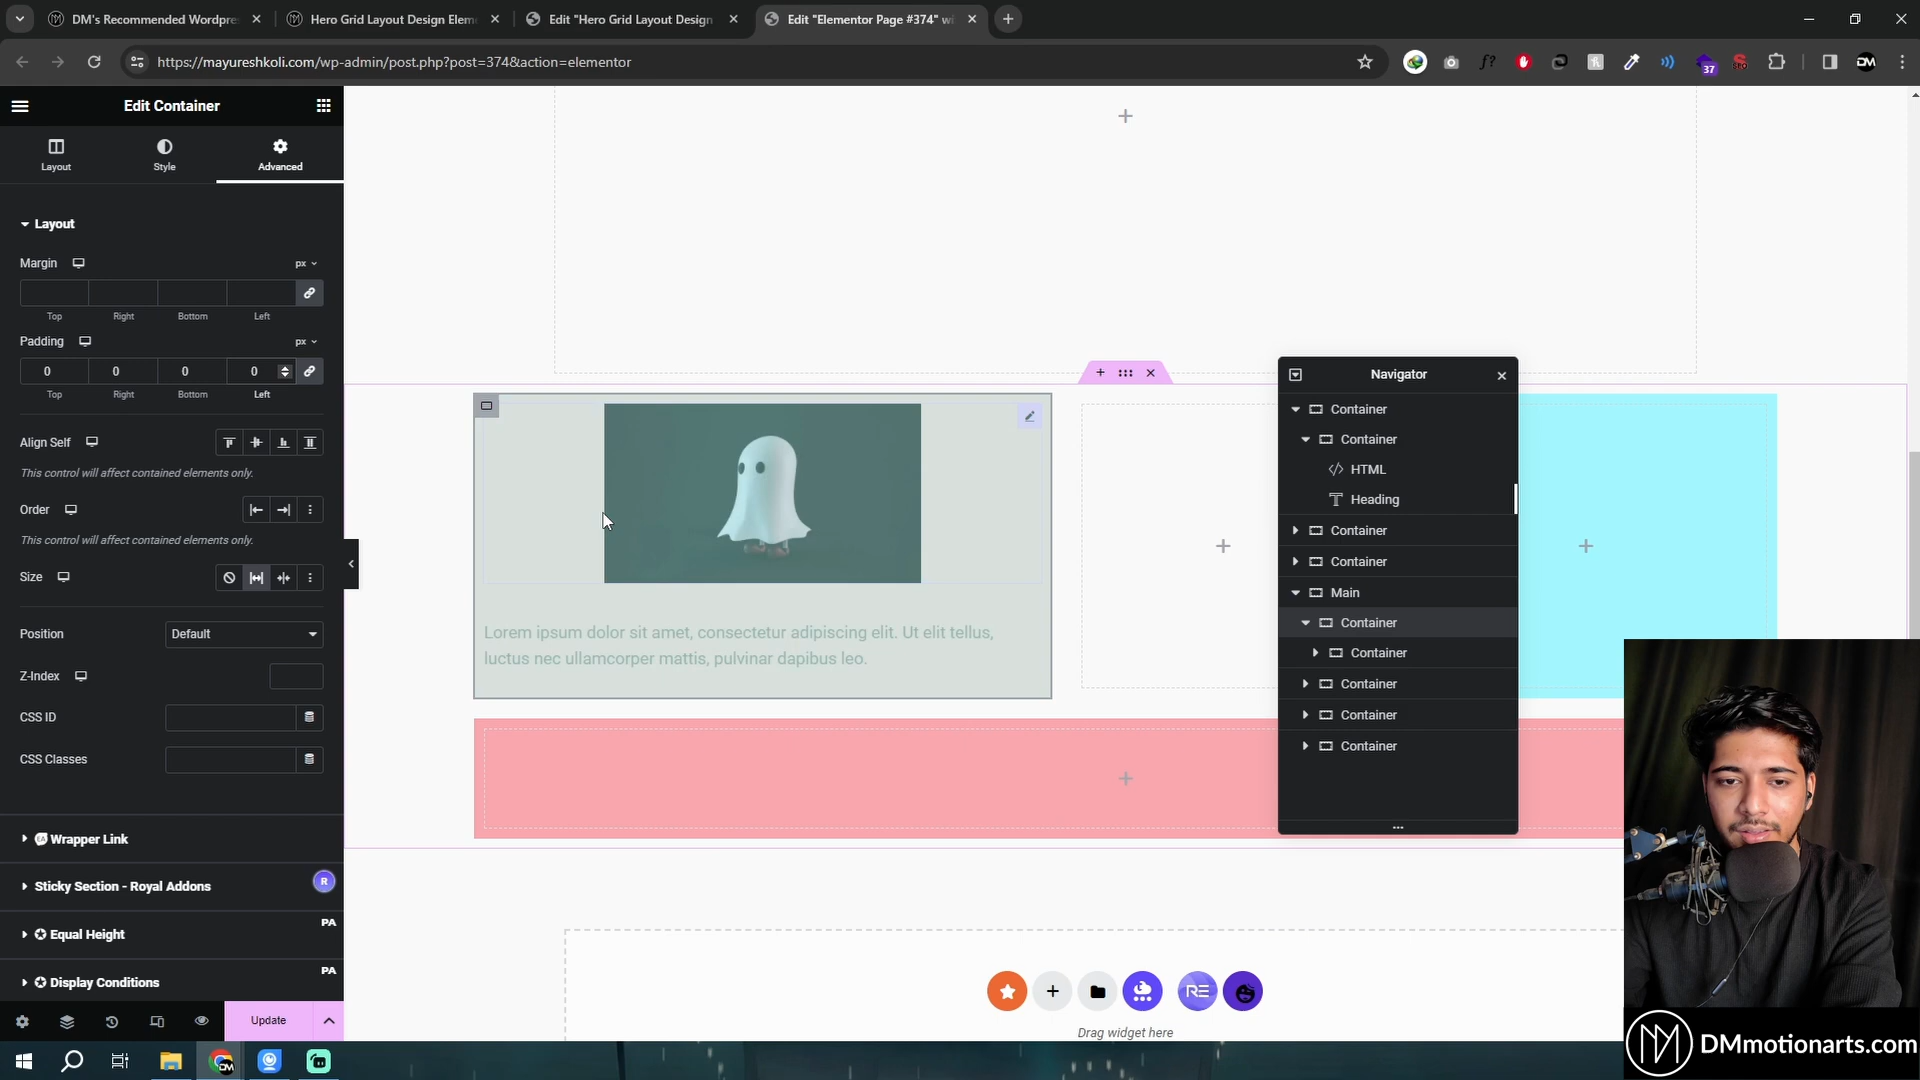 DM's Recommended Wordpre
Hero Grid Layout Design Elem
Edit "Hero Grid Layout Design
Edit "Elementor Page #374" wi
https://mayureshkoli.com/wp-admin/post.php?post=374&action=elementor
f?
37
SEO
DM
Edit Container
Layout
Style
Advanced
Layout
Margin
px
Top
Right
Bottom
Left
Padding
px
0
0
0
0
Top
Right
Bottom
Left
Align Self
This control will affect contained elements only.
Order
This control will affect contained elements only.
Size
Position
Default
Z-Index
CSS ID
CSS Classes
Wrapper Link
Sticky Section - Royal Addons
R
PA
Equal Height
PA
Display Conditions
Update
Lorem ipsum dolor sit amet, consectetur adipiscing elit. Ut elit tellus,
luctus nec ullamcorper mattis, pulvinar dapibus leo.
Navigator
Container
Container
HTML
Heading
Container
Container
Main
Container
Container
Container
Container
Container
RE
Drag widget here
DMmotionarts.com